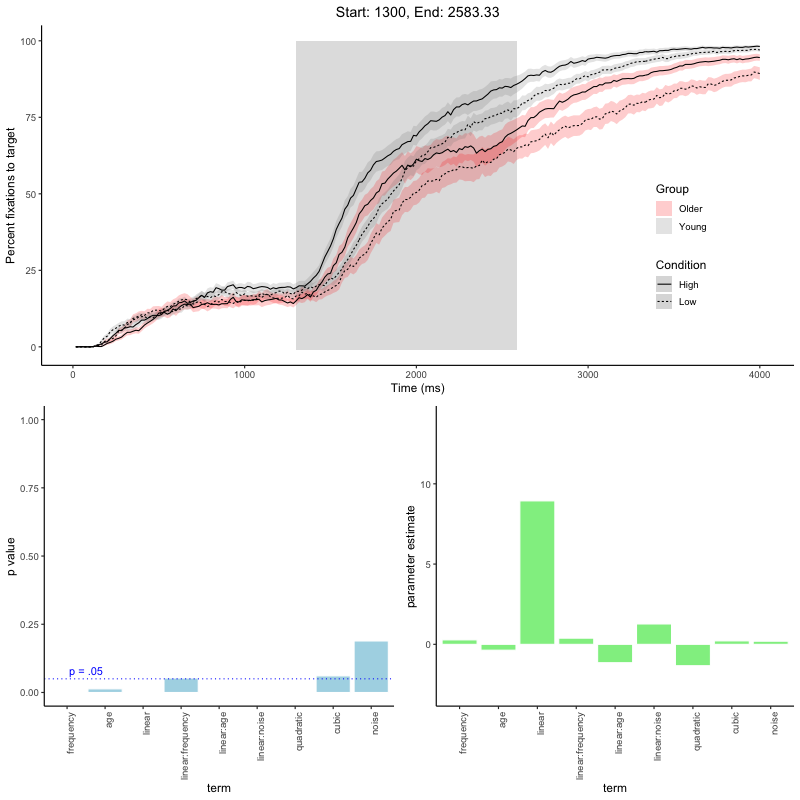 Start: 1300, End: 2583.33
Percent fixations to target
100
75
50
25
0
0 1000 2000 3000 4000
Time (ms)
Group
Older
Young
Condition
High
Low
p value
1.00
0.75
0.50
0.25
0.00
p = .05
frequency
age
linear
linear:frequency
linear:age
linear:noise
quadratic
cubic
noise
term
parameter estimate
10
5
0
frequency
age
linear
linear:frequency
linear:age
linear:noise
quadratic
cubic
noise
term